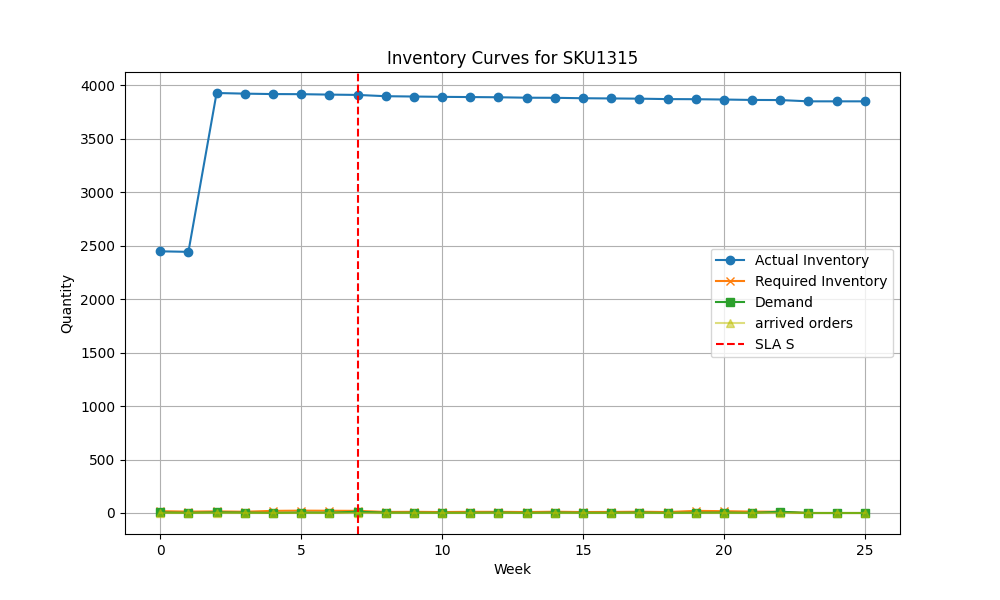 Inventory Curves for SKU1315
4000
3500
3000
2500
2000
1500
1000
500
0
Quantity
Actual Inventory
Required Inventory
Demand
arrived orders
SLA S
0 5 10 15 20 25
Week